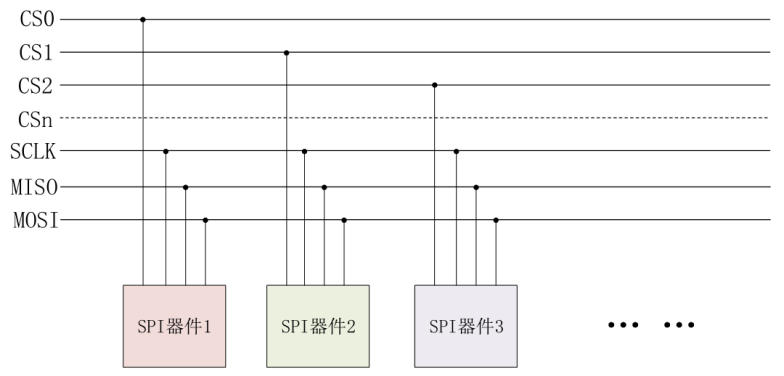 CS0
CS1
CS2
CSn
SCLK
MISO
MOSI
SPI器件1
SPI器件2
SPI器件3
••• •••